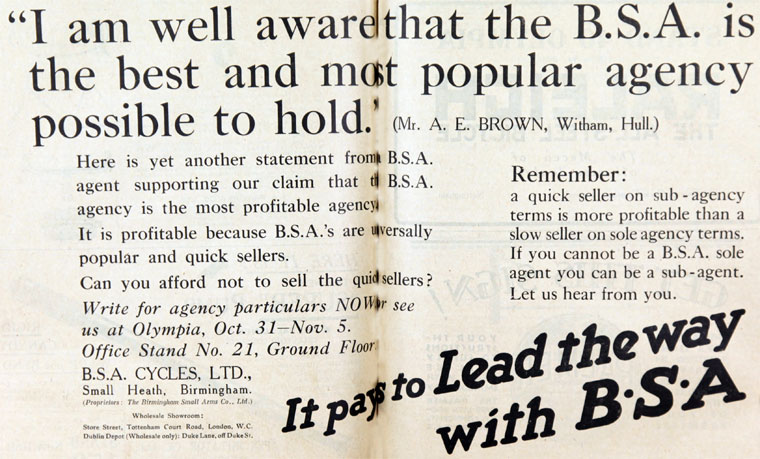 “I am well aware that the B.S.A. is
the best and most popular agency
possible to hold.” (Mr. A. E. BROWN, Witham, Hull.)
Here is yet another statement from B.S.A.
agent supporting our claim that B.S.A.
agency is the most profitable agency
It is profitable because B.S.A.'s are universally
popular and quick sellers.
Can you afford not to sell the quick sellers?
Write for agency particulars NOW or see
us at Olympia, Oct. 31—Nov. 5.
Office Stand No. 21, Ground Floor
B.S.A. CYCLES, LTD.,
Small Heath, Birmingham.
(Proprietors: The Birmingham Small Arms Co., Ltd.)
Wholesale Showroom:
Store Street, Tottenham Court Road, London, W.C.
Dublin Depot (Wholesale only): Duke Lane, off Duke St.
Remember:
a quick seller on sub-agency
terms is more profitable than a
slow seller on sole agency terms.
If you cannot be a B.S.A. sole
agent you can be a sub-agent.
Let us hear from you.
It pays to Lead the way
with B·S·A